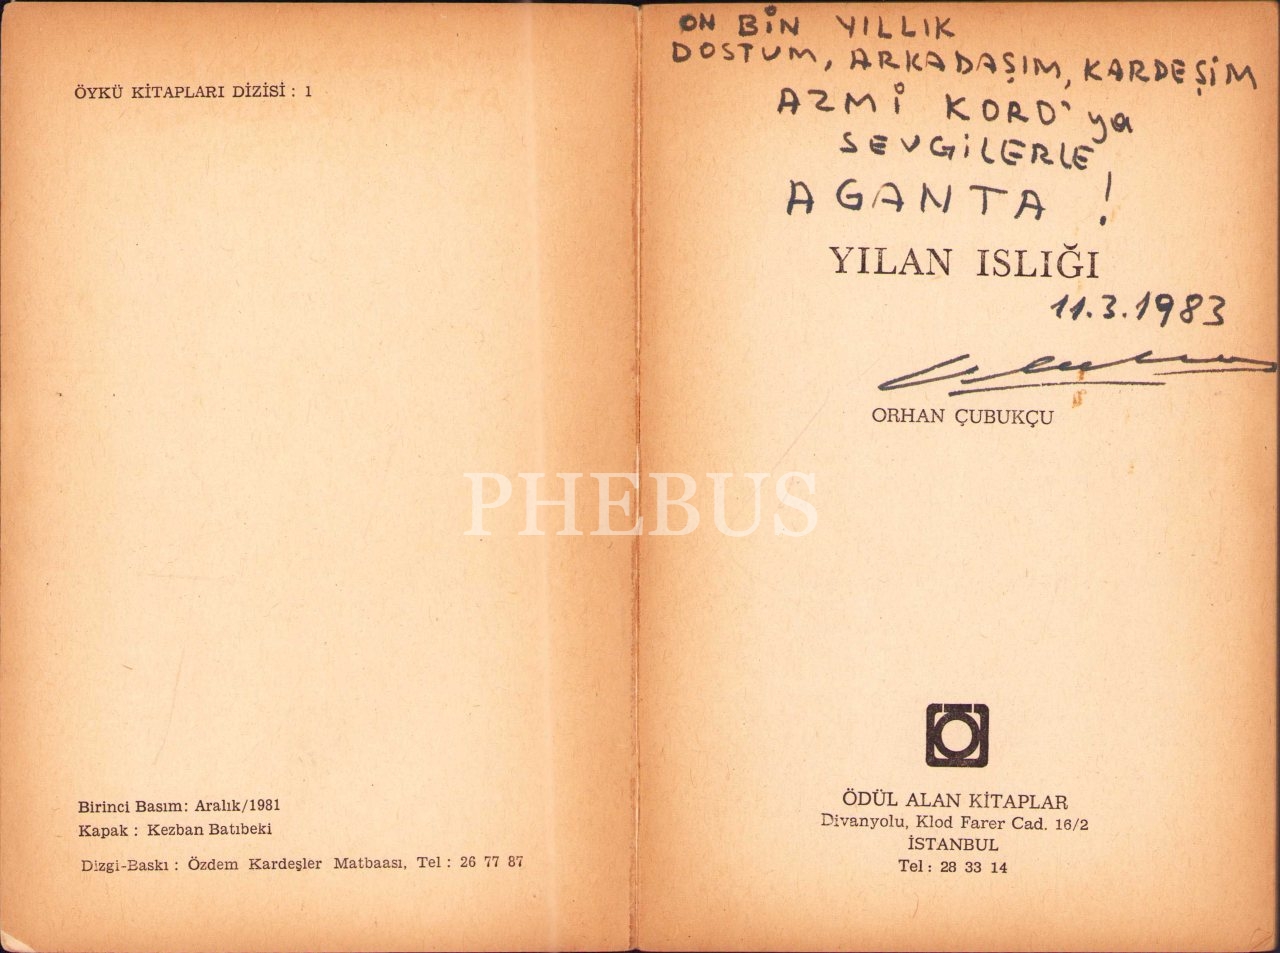 ÖYKÜ KİTAPLARI DİZİSİ : 1
Birinci Basım: Aralık/1981
Kapak : Kezban Batıbeki
Dizgi-Baskı : Özdem Kardeşler Matbaası, Tel : 26 77 87
ON BİN YILLIK
DOSTUM, ARKADAŞIM, KARDEŞİM
AZMİ KORD'ya
SEVGİLERLE
AGANTA !
YILAN ISLIĞI
11.3.1983
ORHAN ÇUBUKÇU
PHEBUS
ÖDÜL ALAN KİTAPLAR
Divanyolu, Klod Farer Cad. 16/2
İSTANBUL
Tel : 28 33 14